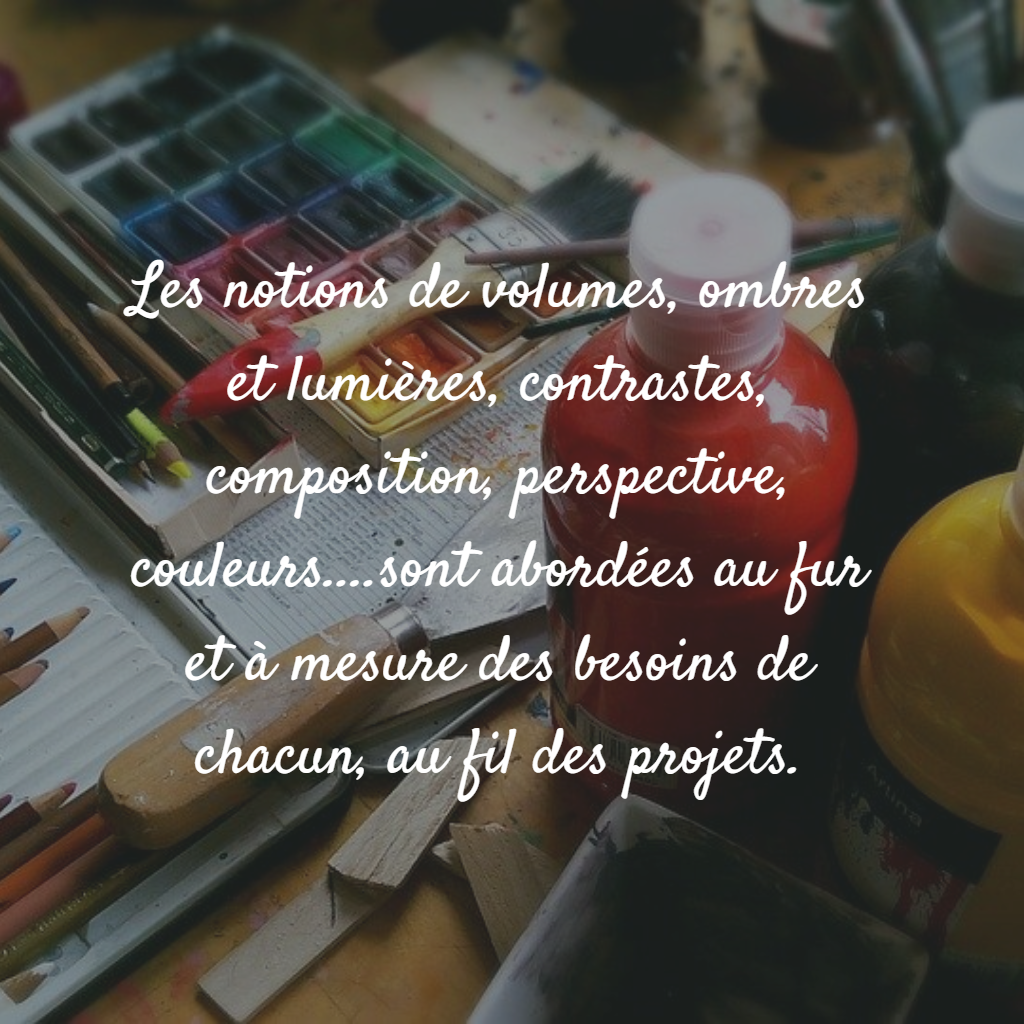 Les notions de volumes, ombres
et lumières, contrastes,
composition, perspective,
couleurs....sont abordées au fur
et à mesure des besoins de
chacun, au fil des projets.